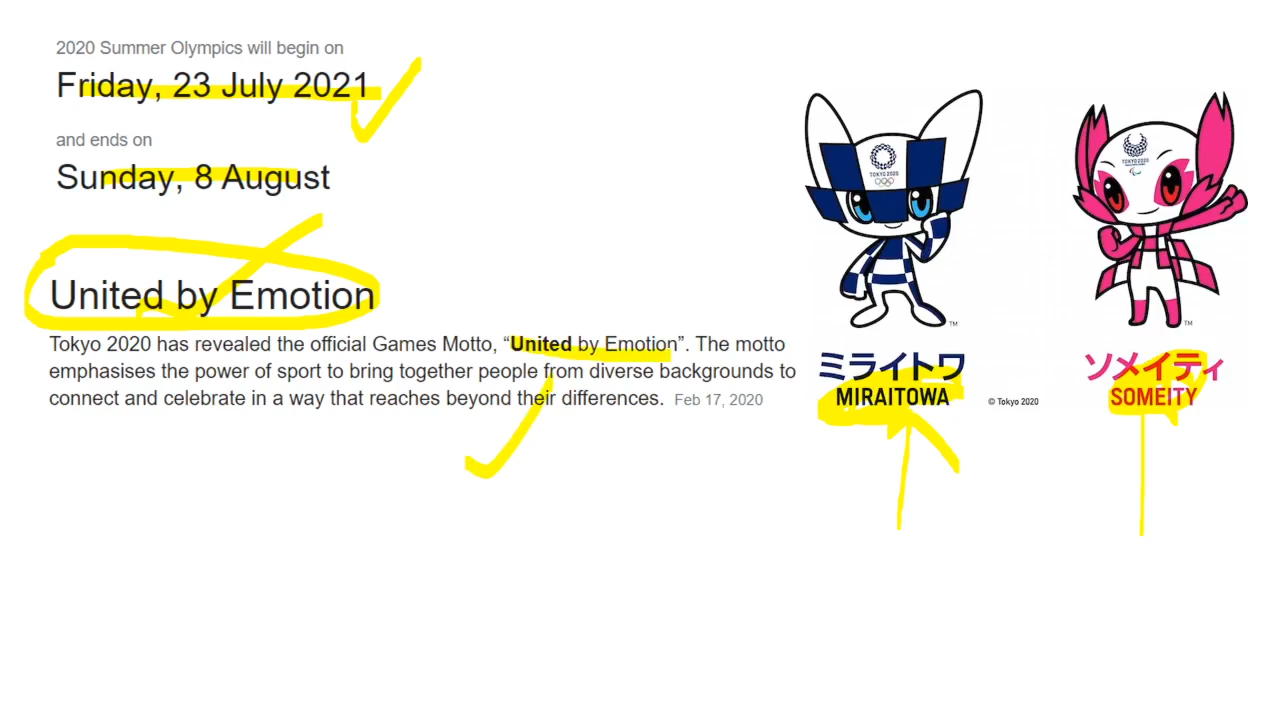 2020 Summer Olympics will begin on
Friday, 23 July 2021
and ends on
Sunday, 8 August
United by Emotion
Tokyo 2020 has revealed the official Games Motto, “United by Emotion”. The motto
emphasises the power of sport to bring together people from diverse backgrounds to
connect and celebrate in a way that reaches beyond their differences. Feb 17, 2020
TOKYO 2020
TM
ミライトワ
MIRAITOWA
© Tokyo 2020
TOKYO 2020
TM
ソメイティ
SOMEITY